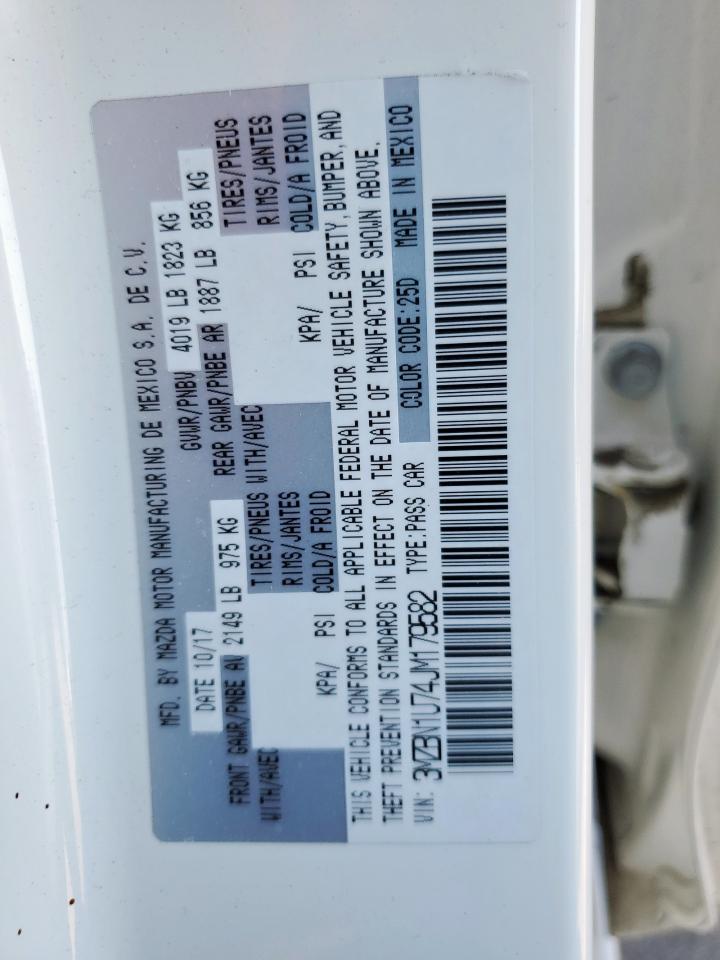 MFD. BY MAZDA MOTOR MANUFACTURING DE MEXICO S.A. DE C.V.
DATE 10/17 GVWR/PNBV 4019 LB 1823 KG
FRONT GAWR/PNBE AV 2149 LB 975 KG REAR GAWR/PNBE AR 1887 LB 856 KG
WITH/AVEC TIRES/PNEUS WITH/AVEC TIRES/PNEUS
RIMS/JANTES RIMS/JANTES
KPA/ PSI COLD/A FROID KPA/ PSI COLD/A FROID
THIS VEHICLE CONFORMS TO ALL APPLICABLE FEDERAL MOTOR VEHICLE SAFETY, BUMPER, AND
THEFT PREVENTION STANDARDS IN EFFECT ON THE DATE OF MANUFACTURE SHOWN ABOVE.
VIN: 3MZBN1U74JM179582 TYPE:PASS CAR COLOR CODE:25D MADE IN MEXICO